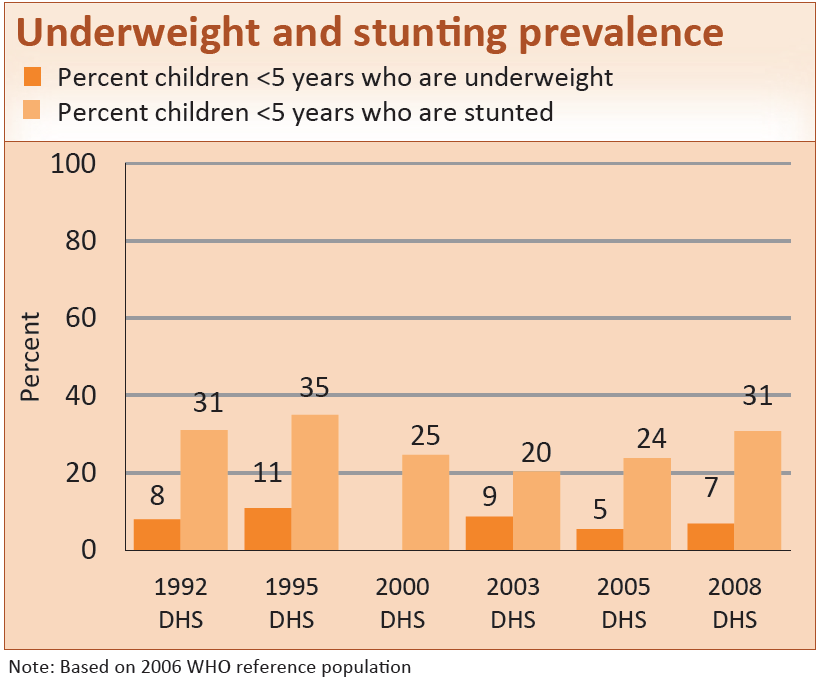 Underweight and stunting prevalence
Percent children <5 years who are underweight
Percent children <5 years who are stunted
100
80
60
40
20
0
Percent
8
31
11
35
25
9
20
5
24
7
31
1992
DHS
1995
DHS
2000
DHS
2003
DHS
2005
DHS
2008
DHS
Note: Based on 2006 WHO reference population